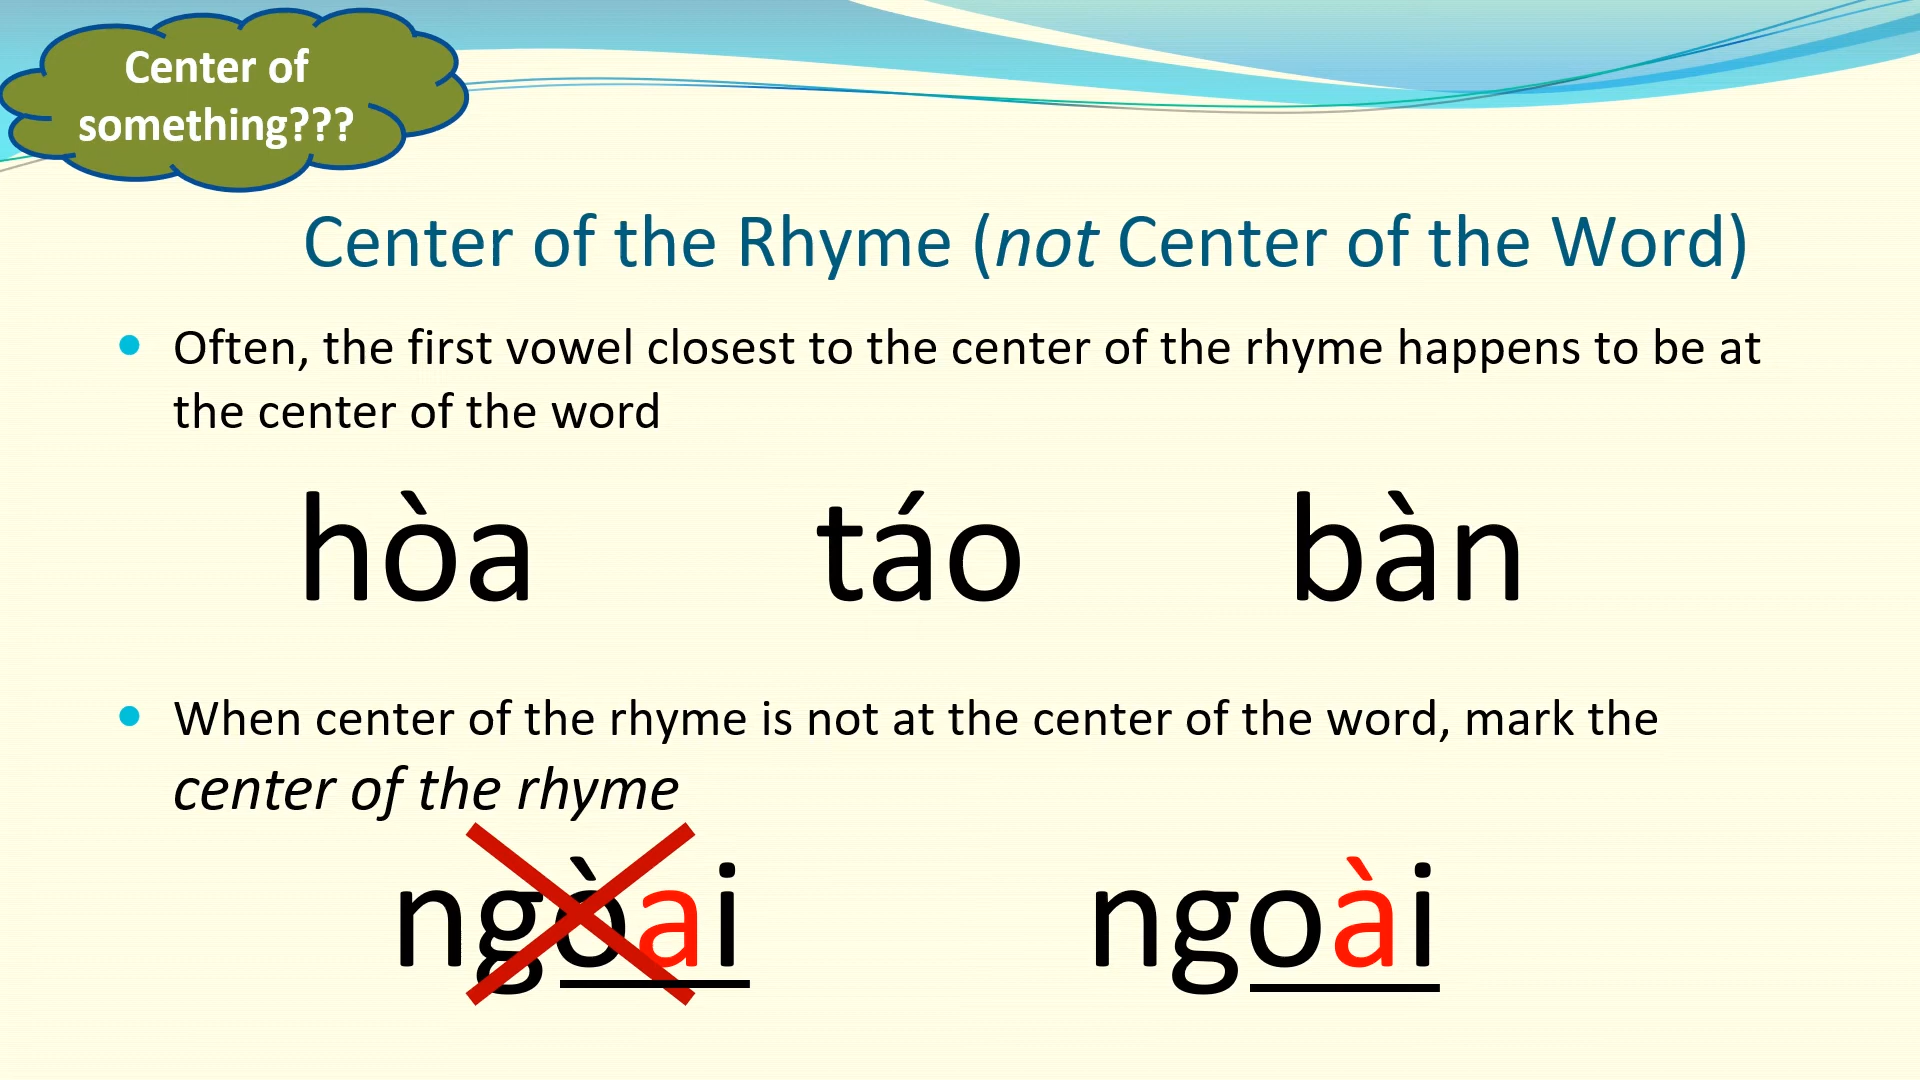 Center of
something???
Center of the Rhyme (not Center of the Word)
Often, the first vowel closest to the center of the rhyme happens to be at
the center of the word
hòa táo bàn
When center of the rhyme is not at the center of the word, mark the
center of the rhyme
ngòai ngoài